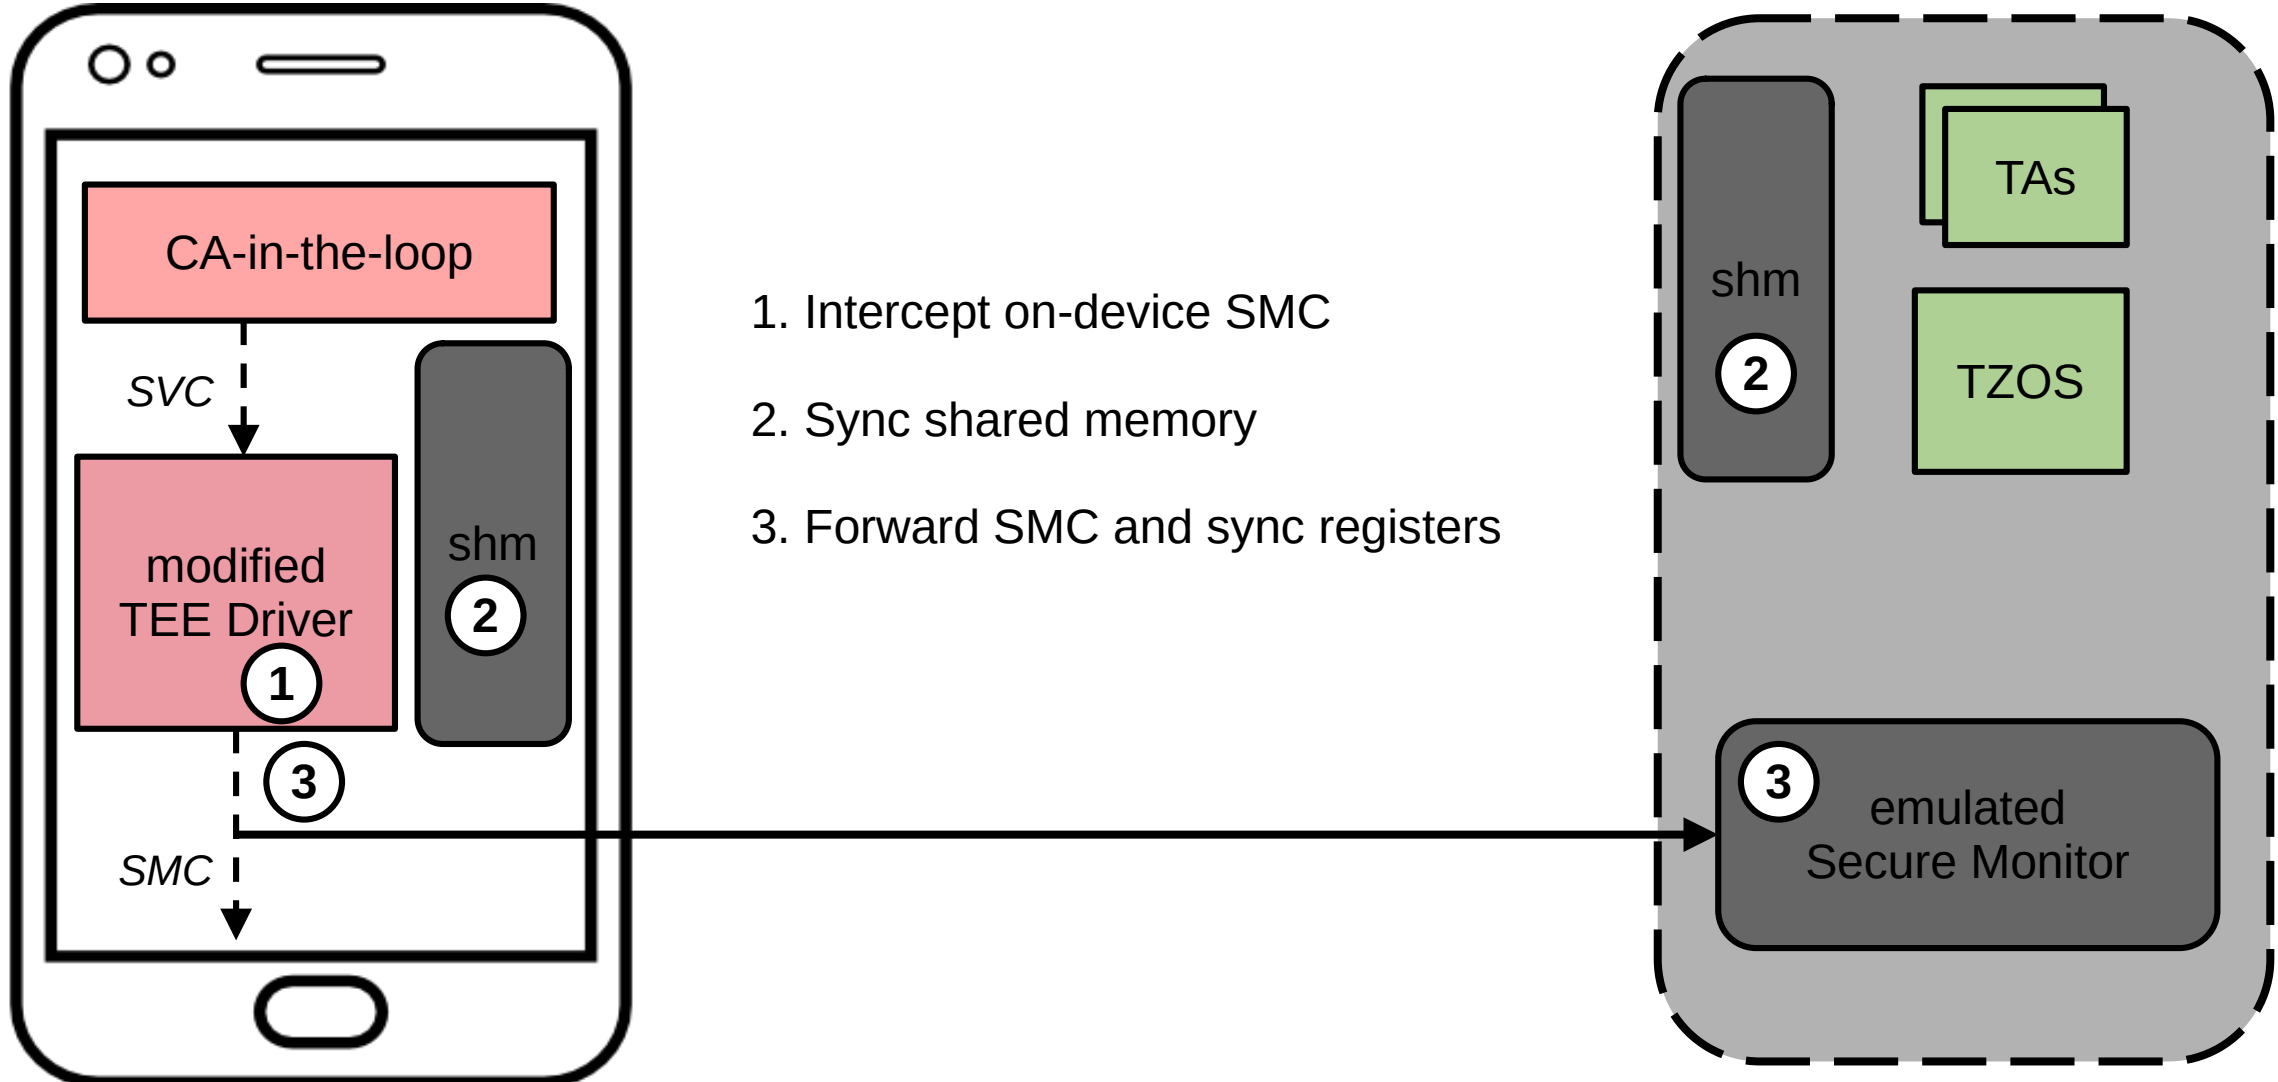 CA-in-the-loop
SVC
modified
TEE Driver
1
shm
2
3
SMC
1. Intercept on-device SMC
2. Sync shared memory
3. Forward SMC and sync registers
shm
2
TAs
TZOS
3
emulated
Secure Monitor